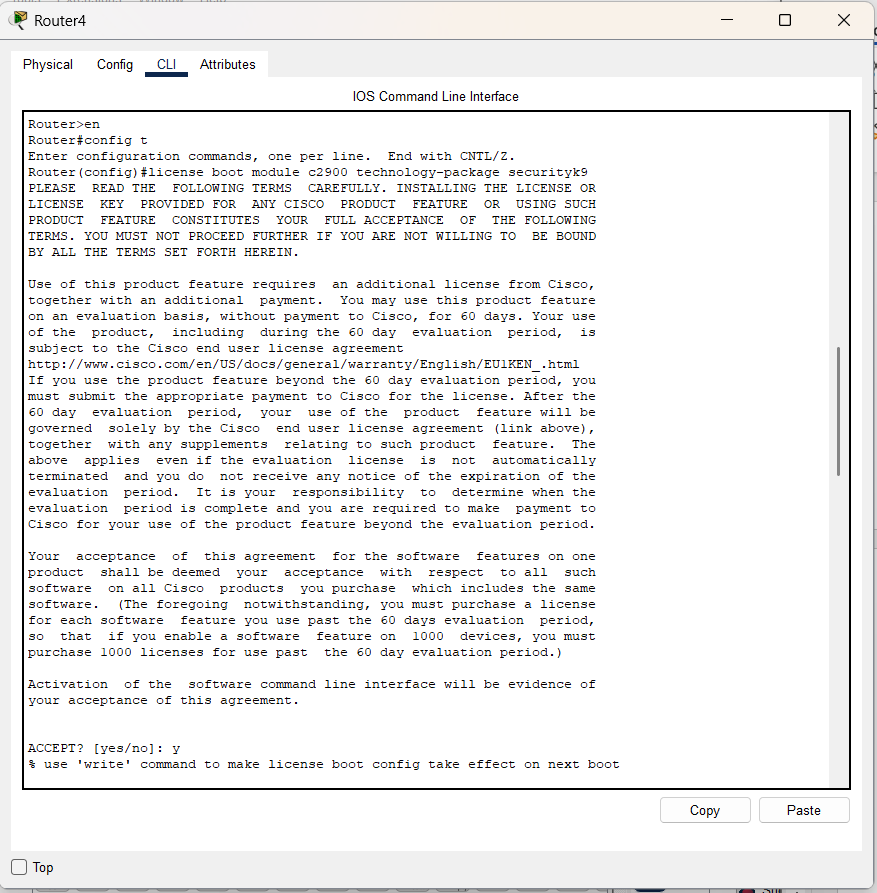 Router4
Physical Config CLI Attributes
IOS Command Line Interface
Router>en
Router#config t
Enter configuration commands, one per line.  End with CNTL/Z.
Router(config)#license boot module c2900 technology-package securityk9
PLEASE  READ THE  FOLLOWING TERMS  CAREFULLY. INSTALLING THE LICENSE OR
LICENSE  KEY  PROVIDED FOR  ANY CISCO  PRODUCT  FEATURE  OR  USING SUCH
PRODUCT  FEATURE  CONSTITUTES  YOUR  FULL ACCEPTANCE  OF  THE FOLLOWING
TERMS. YOU MUST NOT PROCEED FURTHER IF YOU ARE NOT WILLING TO  BE BOUND
BY ALL THE TERMS SET FORTH HEREIN.
Use of this product feature requires  an additional license from Cisco,
together with an additional  payment.  You may use this product feature
on an evaluation basis, without payment to Cisco, for 60 days. Your use
of the  product,  including  during the 60 day  evaluation  period,  is
subject to the Cisco end user license agreement
http://www.cisco.com/en/US/docs/general/warranty/English/EU1KEN_.html
If you use the product feature beyond the 60 day evaluation period, you
must submit the appropriate payment to Cisco for the license. After the
60 day  evaluation  period,  your  use of the  product  feature will be
governed  solely by the Cisco  end user license agreement (link above),
together  with any supplements  relating to such product  feature.  The
above  applies  even if the evaluation  license  is  not  automatically
terminated  and you do  not receive any notice of the expiration of the
evaluation  period.  It is your  responsibility  to  determine when the
evaluation  period is complete and you are required to make  payment to
Cisco for your use of the product feature beyond the evaluation period.
Your  acceptance  of  this agreement  for the software  features on one
product  shall be deemed  your  acceptance  with  respect  to all  such
software  on all Cisco  products  you purchase  which includes the same
software.  (The foregoing  notwithstanding, you must purchase a license
for each software  feature you use past the 60 days evaluation  period,
so  that  if you enable a software  feature on  1000  devices, you must
purchase 1000 licenses for use past  the 60 day evaluation period.)
Activation  of the  software command line interface will be evidence of
your acceptance of this agreement.
ACCEPT? [yes/no]: y
% use 'write' command to make license boot config take effect on next boot
Copy Paste
Top